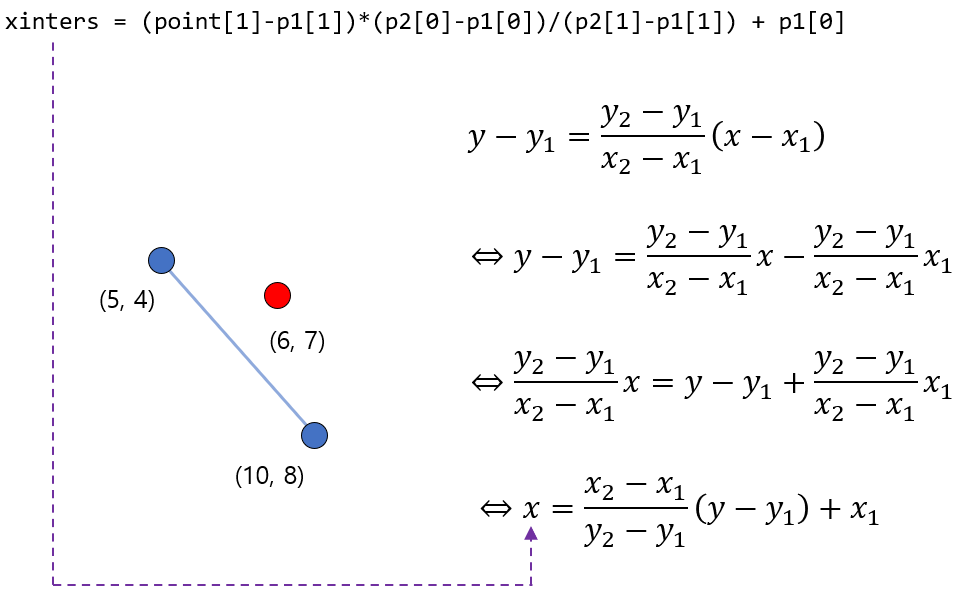 xinters = (point[1]-p1[1])*(p2[0]-p1[0])/(p2[1]-p1[1]) + p1[0]
y − y₁ = (y₂ − y₁)/(x₂ − x₁) (x − x₁)
⇔ y − y₁ = (y₂ − y₁)/(x₂ − x₁) x − (y₂ − y₁)/(x₂ − x₁) x₁
(5, 4)
(6, 7)
⇔ (y₂ − y₁)/(x₂ − x₁) x = y − y₁ + (y₂ − y₁)/(x₂ − x₁) x₁
(10, 8)
⇔ x = (x₂ − x₁)/(y₂ − y₁) (y − y₁) + x₁